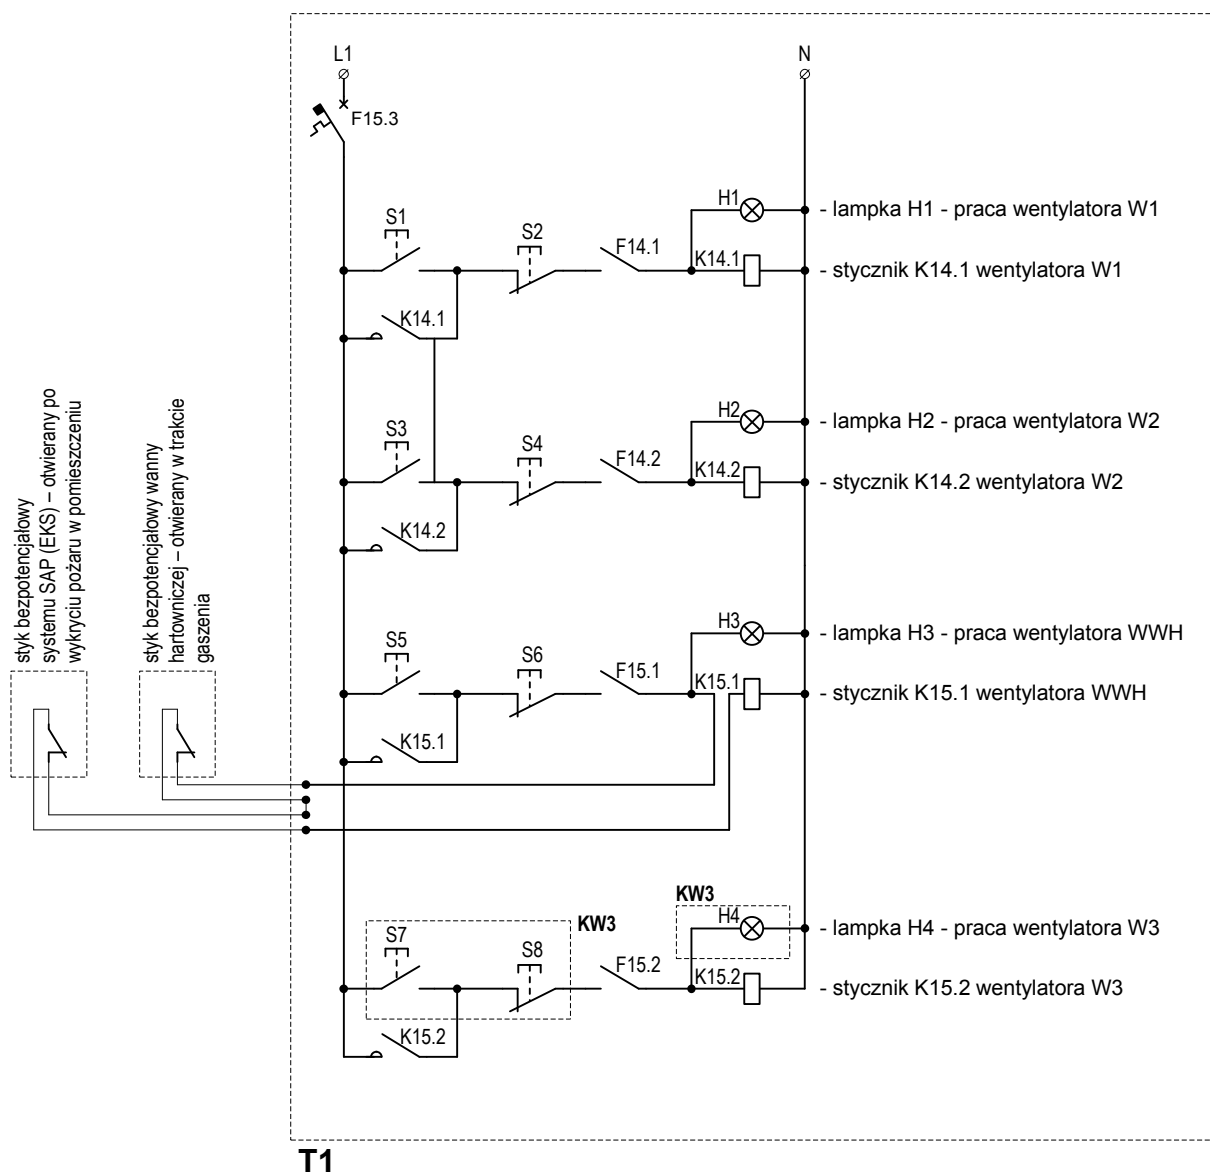 L1
N
F15.3
H1
- lampka H1 - praca wentylatora W1
S1
S2
F14.1
K14.1
- stycznik K14.1 wentylatora W1
K14.1
H2
- lampka H2 - praca wentylatora W2
S3
S4
F14.2
K14.2
- stycznik K14.2 wentylatora W2
K14.2
styk bezpotencjałowy
systemu SAP (EKS) – otwierany po
wykryciu pożaru w pomieszczeniu
styk bezpotencjałowy wanny
hartowniczej – otwierany w trakcie
gaszenia
H3
- lampka H3 - praca wentylatora WWH
S5
S6
F15.1
K15.1
- stycznik K15.1 wentylatora WWH
K15.1
KW3
KW3
H4
- lampka H4 - praca wentylatora W3
S7
S8
F15.2
K15.2
- stycznik K15.2 wentylatora W3
K15.2
T1